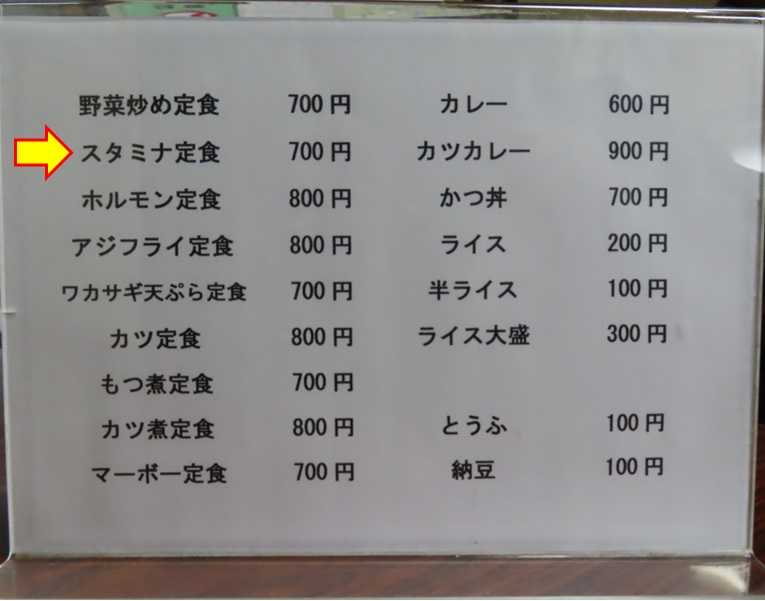 野菜炒め定食 700円 カレー 600円
スタミナ定食 700円 カツカレー 900円
ホルモン定食 800円 かつ丼 700円
アジフライ定食 800円 ライス 200円
ワカサギ天ぷら定食 700円 半ライス 100円
カツ定食 800円 ライス大盛 300円
もつ煮定食 700円
カツ煮定食 800円 とうふ 100円
マーボー定食 700円 納豆 100円